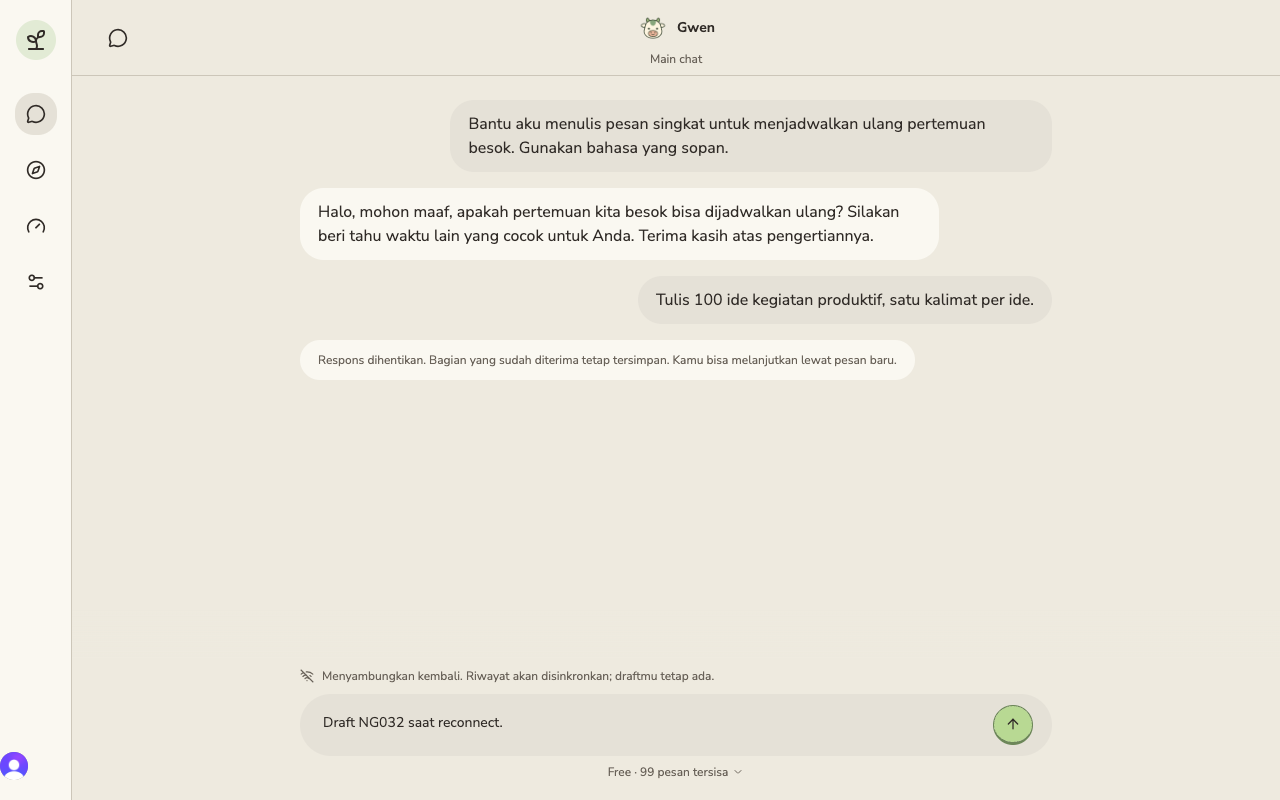 Gwen
Main chat
Bantu aku menulis pesan singkat untuk menjadwalkan ulang pertemuan
besok. Gunakan bahasa yang sopan.
Halo, mohon maaf, apakah pertemuan kita besok bisa dijadwalkan ulang? Silakan
beri tahu waktu lain yang cocok untuk Anda. Terima kasih atas pengertiannya.
Tulis 100 ide kegiatan produktif, satu kalimat per ide.
Respons dihentikan. Bagian yang sudah diterima tetap tersimpan. Kamu bisa melanjutkan lewat pesan baru.
Menyambungkan kembali. Riwayat akan disinkronkan; draftmu tetap ada.
Draft NG032 saat reconnect.
Free · 99 pesan tersisa